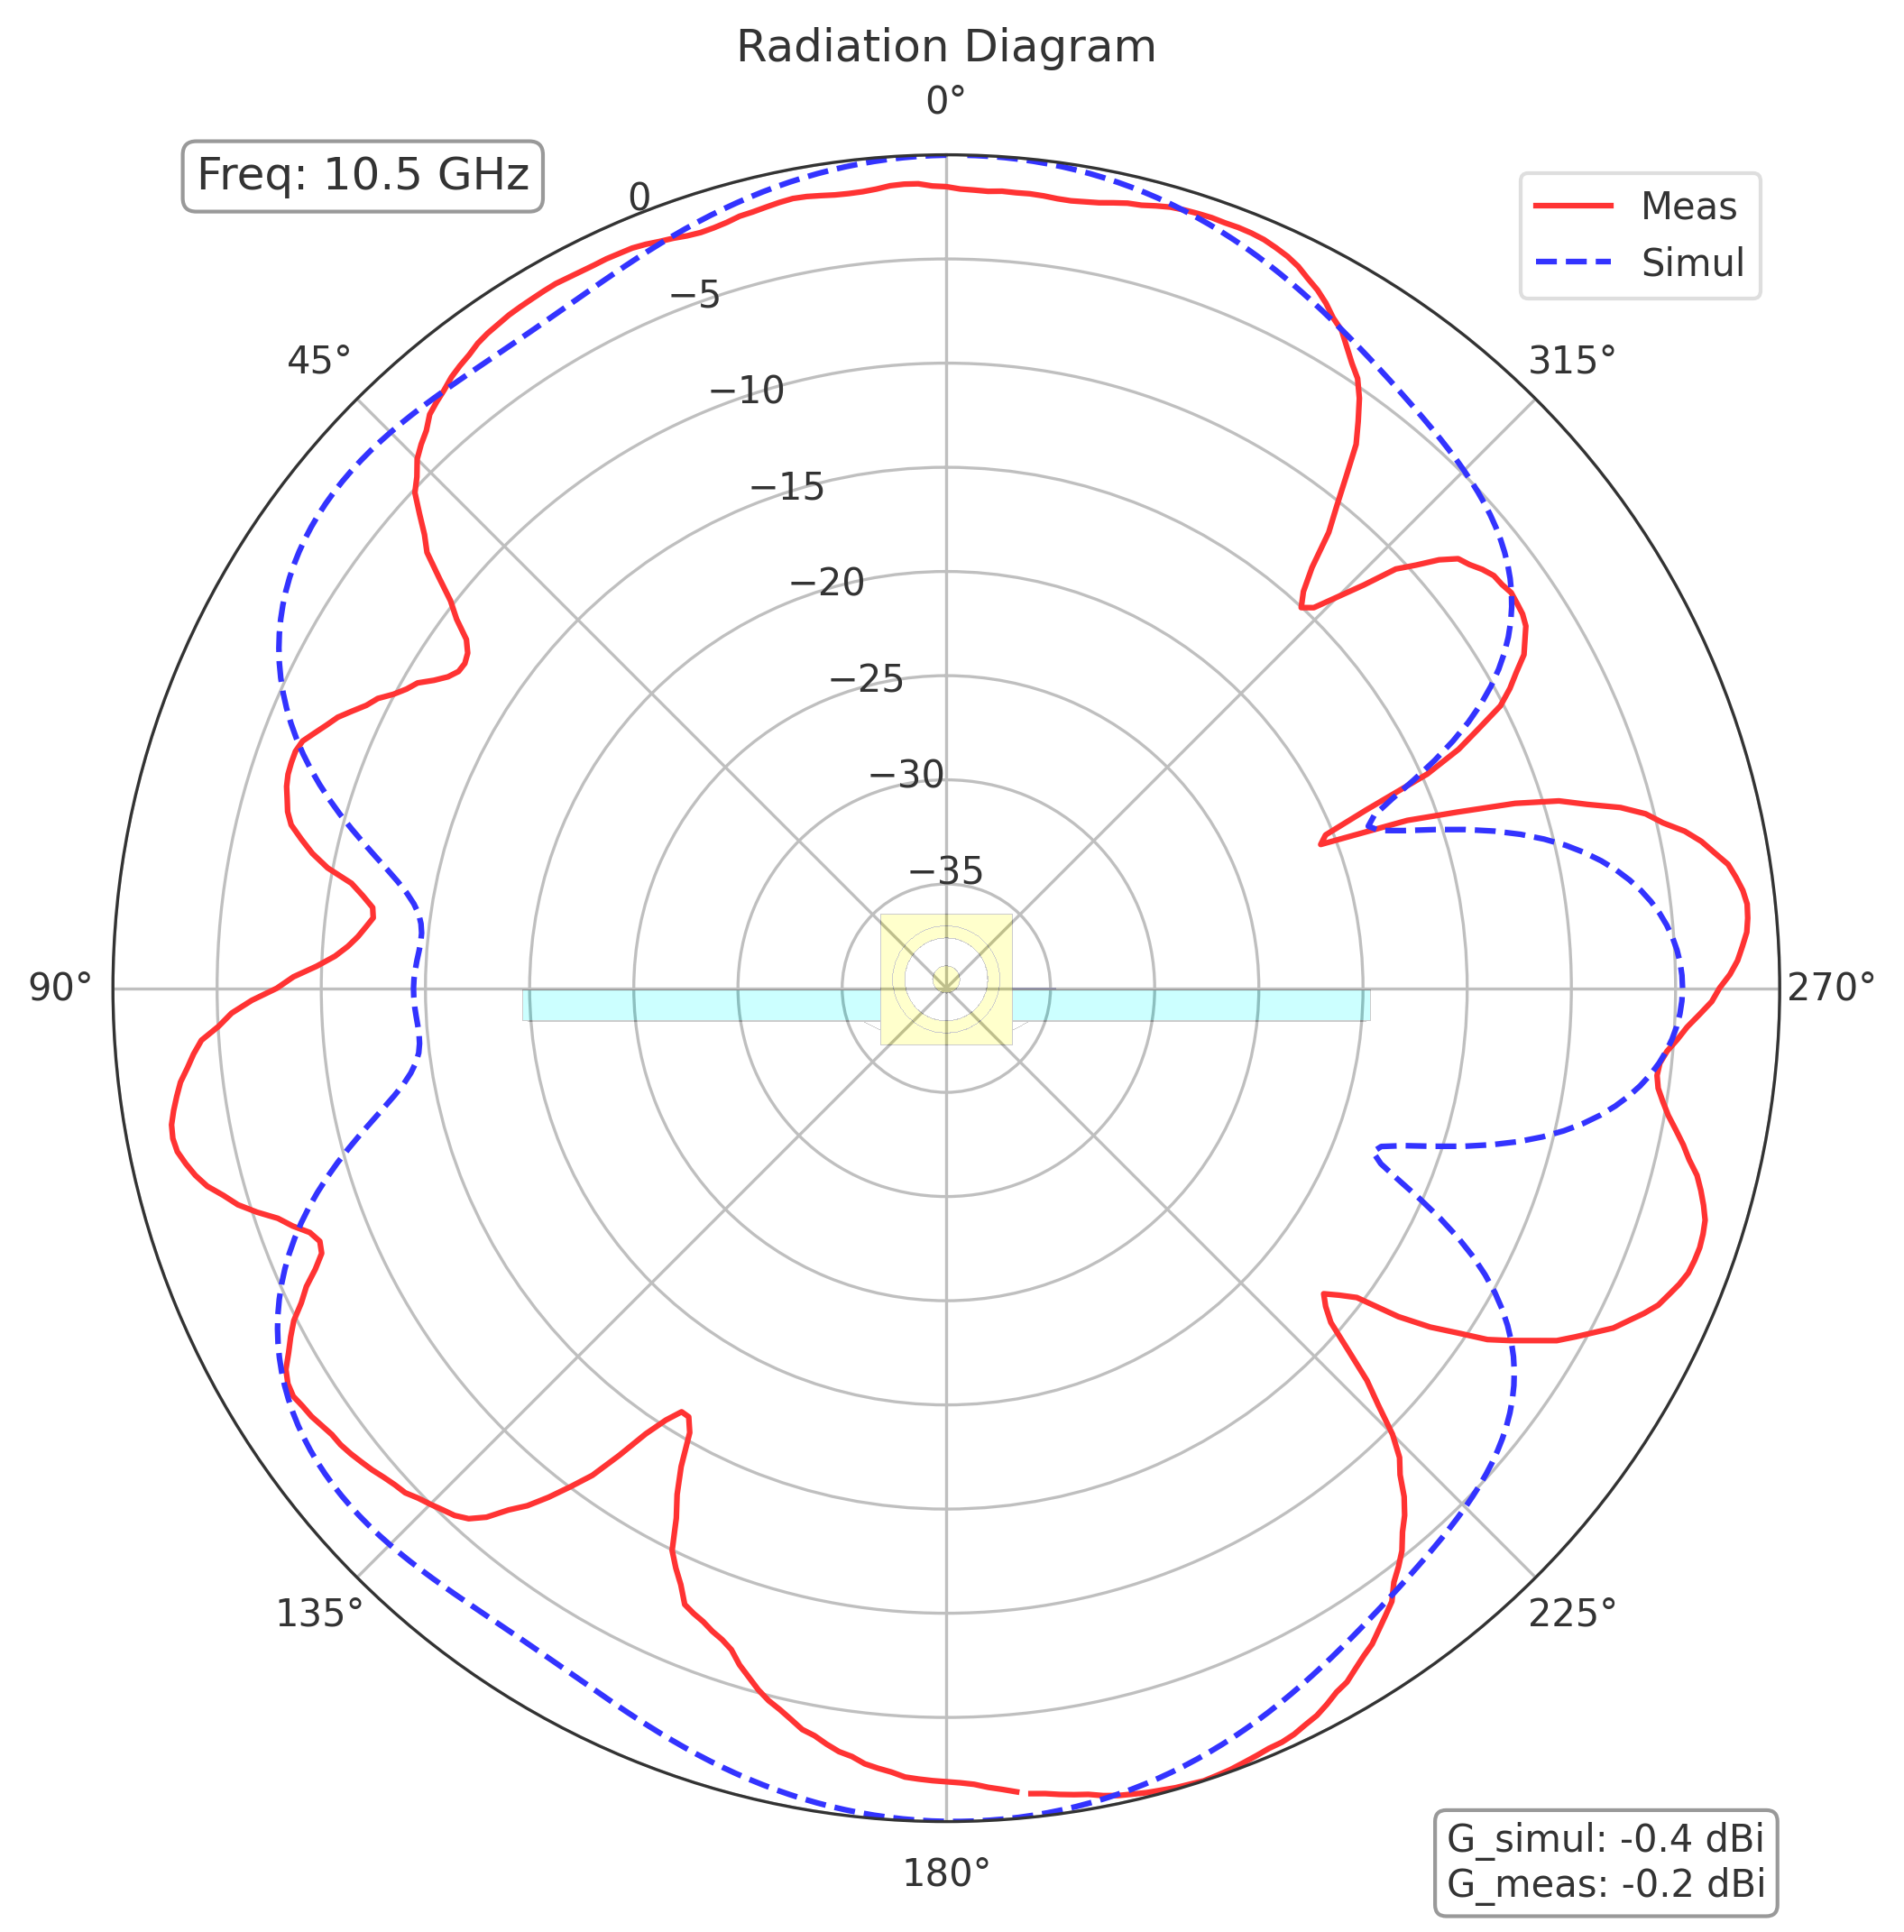 Radiation Diagram
0°
Freq: 10.5 GHz
Meas
Simul
0
−5
−10
−15
−20
−25
−30
−35
45°
315°
90°
270°
135°
225°
180°
G_simul: -0.4 dBi
G_meas: -0.2 dBi